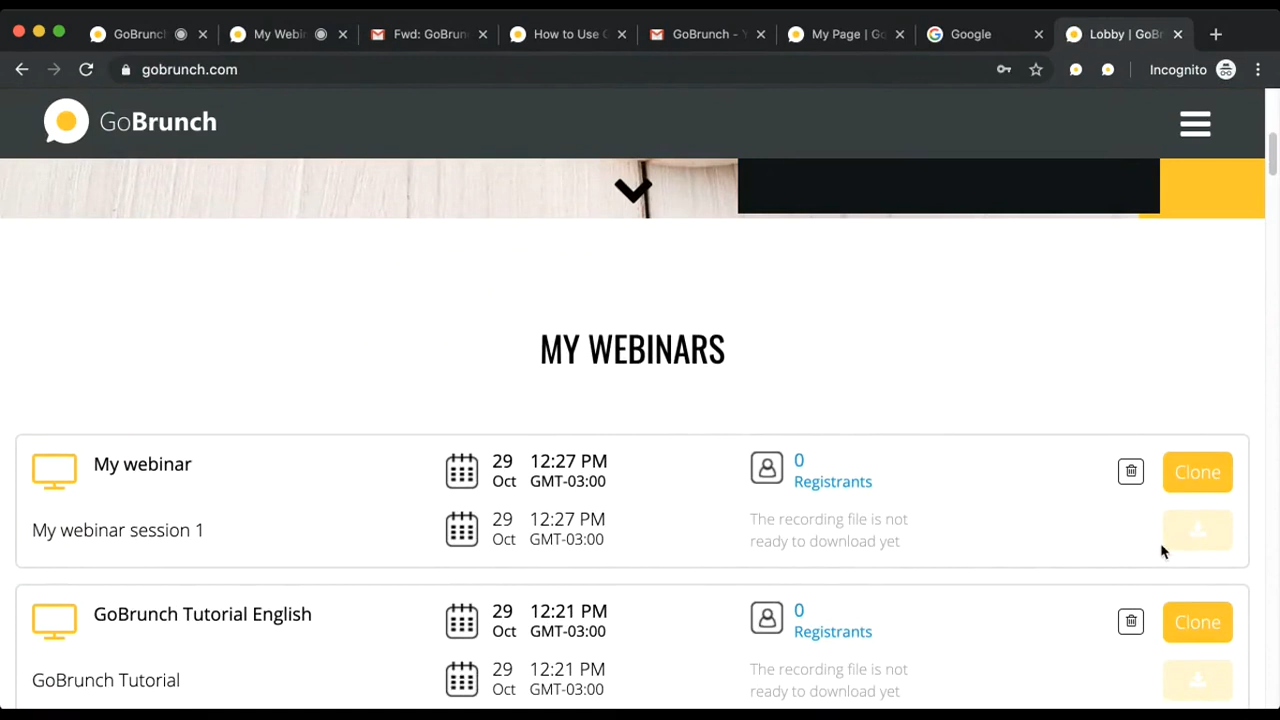 GoBrunch
My Webin
Fwd: GoBrun
How to Use
GoBrunch -
My Page | Go
Google
Lobby | GoBr
gobrunch.com
Incognito
GoBrunch
MY WEBINARS
My webinar
29 12:27 PM
Oct GMT-03:00
0
Registrants
Clone
My webinar session 1
29 12:27 PM
Oct GMT-03:00
The recording file is not
ready to download yet
GoBrunch Tutorial English
29 12:21 PM
Oct GMT-03:00
0
Registrants
Clone
GoBrunch Tutorial
29 12:21 PM
Oct GMT-03:00
The recording file is not
ready to download yet